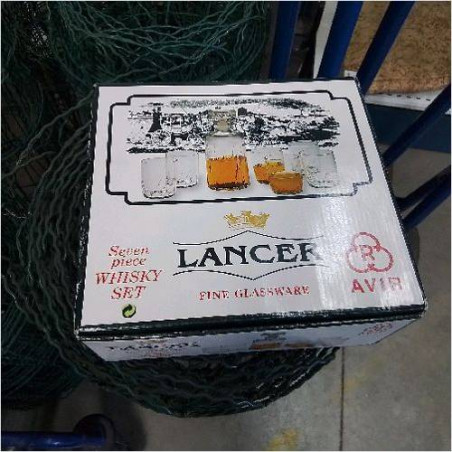 Seven
piece
WHISKY
SET
LANCER
FINE GLASSWARE
R
AVIR